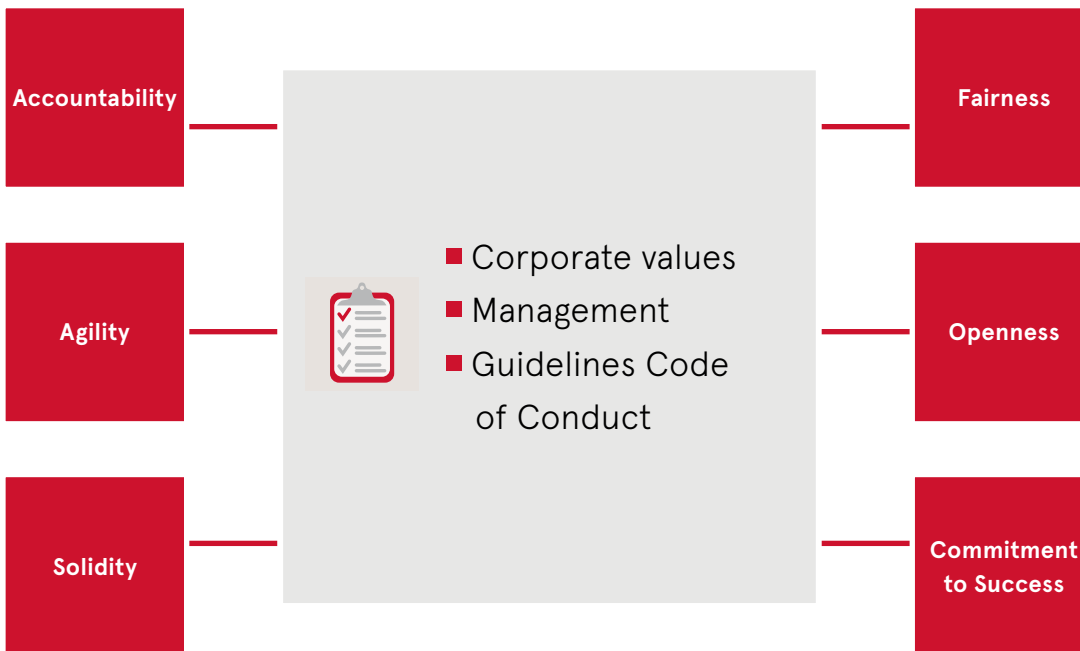 Accountability
Agility
Solidity
Corporate values
Management
Guidelines Code
of Conduct
Fairness
Openness
Commitment
to Success